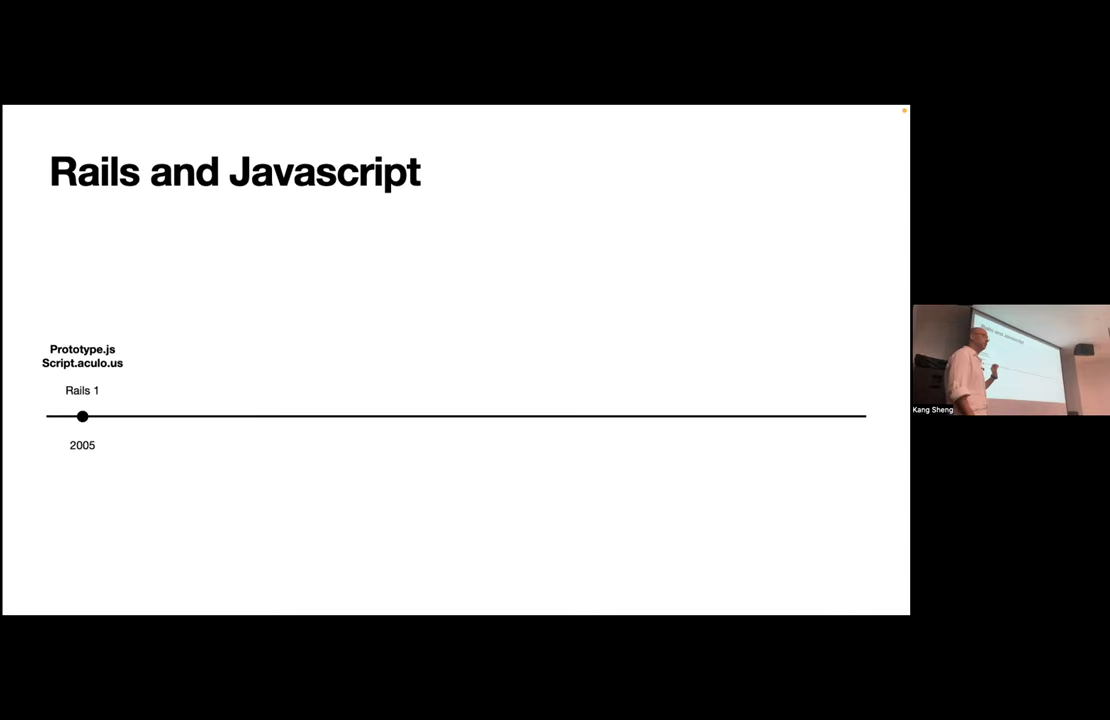 Rails and Javascript
Prototype.js
Script.aculo.us
Rails 1
2005
Kang Sheng